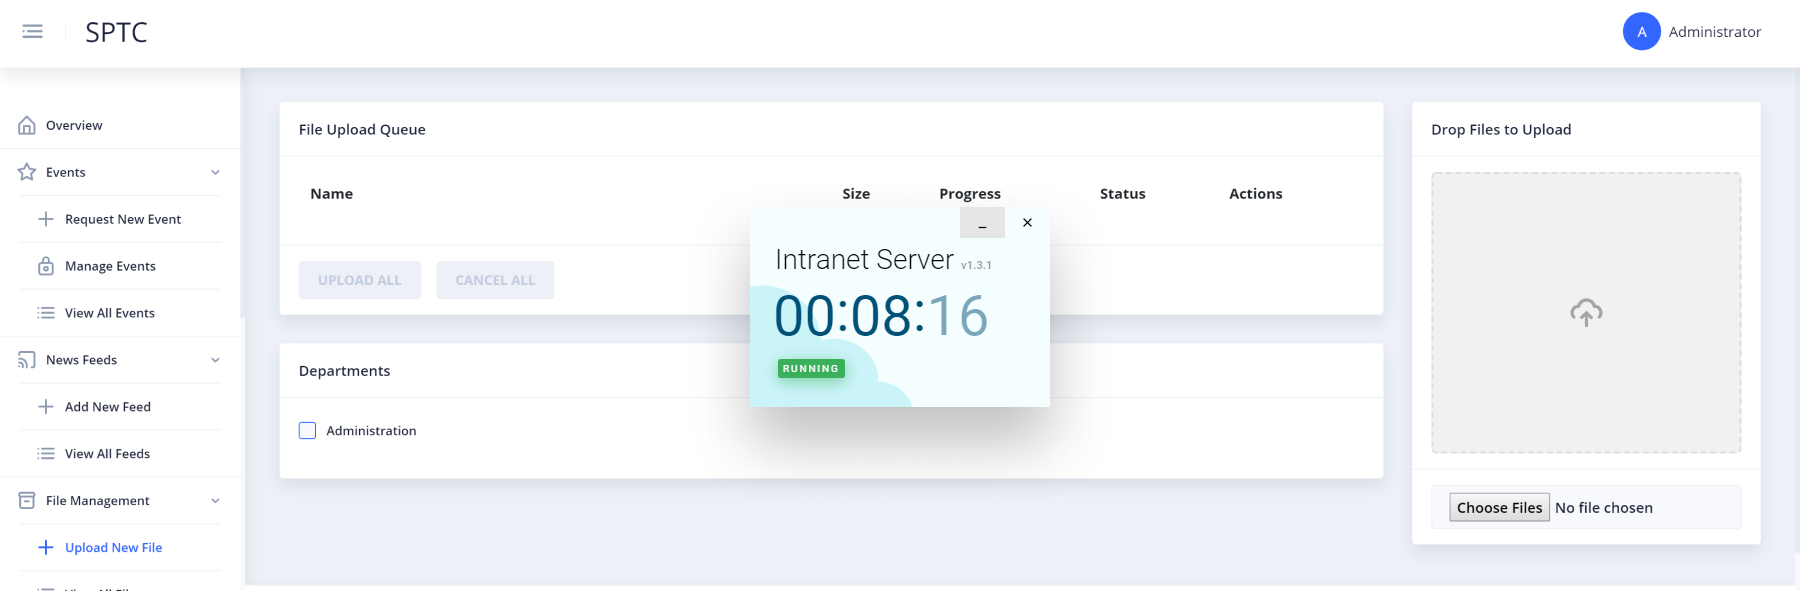 SPTC
A Administrator
Overview
Events
Request New Event
Manage Events
View All Events
News Feeds
Add New Feed
View All Feeds
File Management
Upload New File
File Upload Queue
Name Size Progress Status Actions
UPLOAD ALL CANCEL ALL
Departments
Administration
Intranet Server v1.3.1
00:08:16
RUNNING
Drop Files to Upload
Choose Files No file chosen